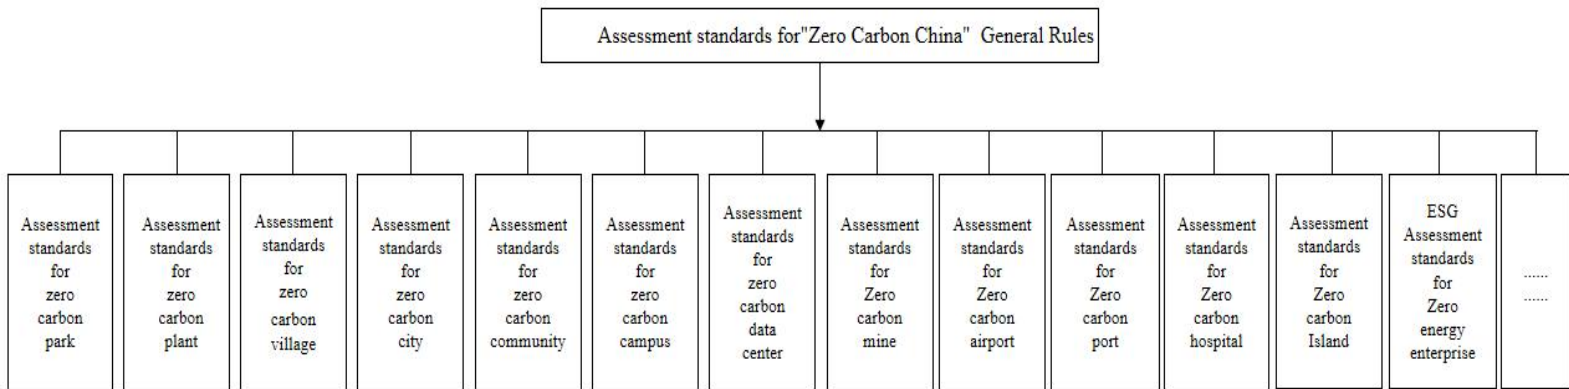 Assessment standards for"Zero Carbon China" General Rules
Assessment
standards
for
zero
carbon
park
Assessment
standards
for
zero
carbon
plant
Assessment
standards
for
zero
carbon
village
Assessment
standards
for
zero
carbon
city
Assessment
standards
for
zero
carbon
community
Assessment
standards
for
zero
carbon
campus
Assessment
standards
for
zero
carbon
data
center
Assessment
standards
for
Zero
carbon
mine
Assessment
standards
for
Zero
carbon
airport
Assessment
standards
for
Zero
carbon
port
Assessment
standards
for
Zero
carbon
hospital
Assessment
standards
for
Zero
carbon
Island
ESG
Assessment
standards
for
Zero
energy
enterprise
......
......